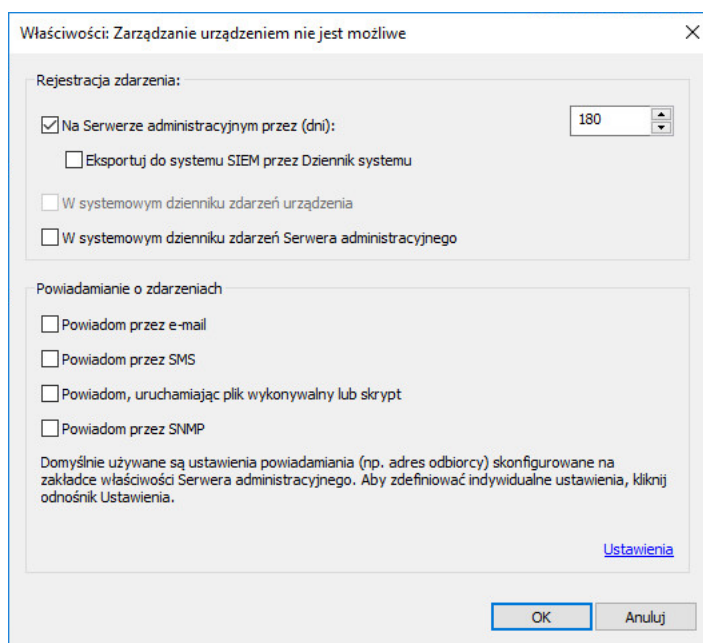 Właściwości: Zarządzanie urządzeniem nie jest możliwe
Rejestracja zdarzenia:
Na Serwerze administracyjnym przez (dni):
180
Eksportuj do systemu SIEM przez Dziennik systemu
W systemowym dzienniku zdarzeń urządzenia
W systemowym dzienniku zdarzeń Serwera administracyjnego
Powiadamianie o zdarzeniach
Powiadom przez e-mail
Powiadom przez SMS
Powiadom, uruchamiając plik wykonywalny lub skrypt
Powiadom przez SNMP
Domyślnie używane są ustawienia powiadamiania (np. adres odbiorcy) skonfigurowane na
zakładce właściwości Serwera administracyjnego. Aby zdefiniować indywidualne ustawienia, kliknij
odnośnik Ustawienia.
Ustawienia
OK
Anuluj